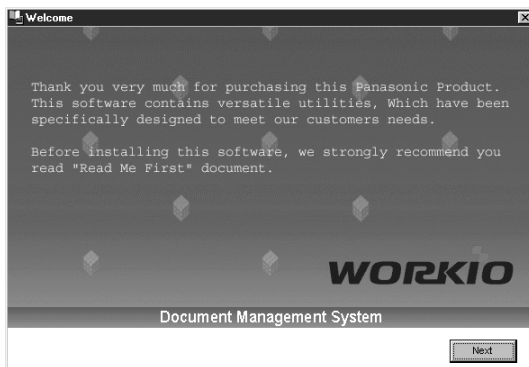 Welcome
Thank you very much for purchasing this Panasonic Product.
This software contains versatile utilities, Which have been
specifically designed to meet our customers needs.
Before installing this software, we strongly recommend you
read "Read Me First" document.
WORKIO
Document Management System
Next